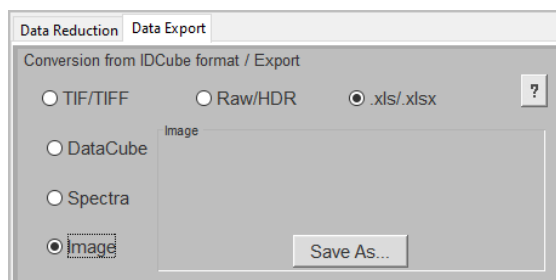 Data Reduction Data Export
Conversion from IDCube format / Export
TIF/TIFF Raw/HDR .xls/.xlsx ?
Image
DataCube
Spectra
Image
Save As...